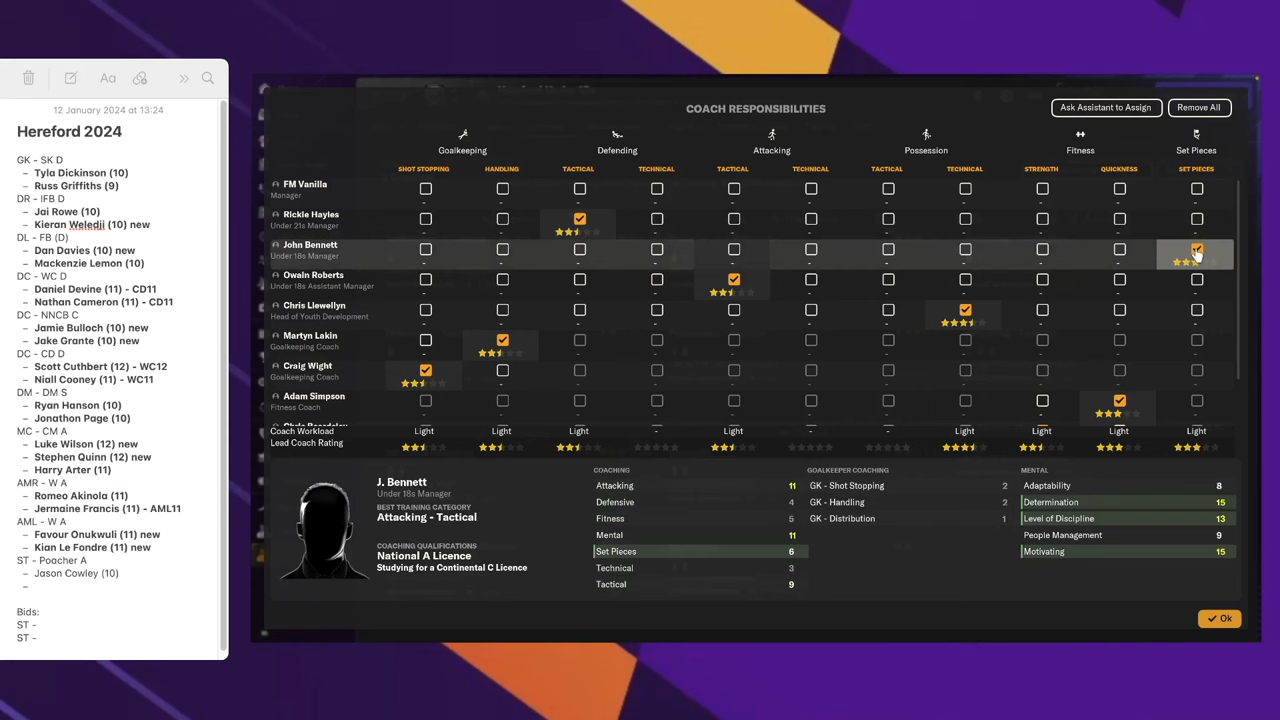 Aa
12 January 2024 at 13:24
Hereford 2024
GK - SK D
– Tyla Dickinson (10)
– Russ Griffiths (9)
DR - IFB D
– Jai Rowe (10)
– Kieran Weledji (10) new
DL - FB (D)
– Dan Davies (10) new
– Mackenzie Lemon (10)
DC - WC D
– Daniel Devine (11) - CD11
– Nathan Cameron (11) - CD11
DC - NNCB C
– Jamie Bulloch (10) new
– Jake Grante (10) new
DC - CD D
– Scott Cuthbert (12) - WC12
– Niall Cooney (11) - WC11
DM - DM S
– Ryan Hanson (10)
– Jonathon Page (10)
MC - CM A
– Luke Wilson (12) new
– Stephen Quinn (12) new
– Harry Arter (11)
AMR - W A
– Romeo Akinola (11)
– Jermaine Francis (11) - AML11
AML - W A
– Favour Onukwuli (11) new
– Kian Le Fondre (11) new
ST - Poacher A
– Jason Cowley (10)
–
Bids:
ST -
ST -
COACH RESPONSIBILITIES
Ask Assistant to Assign
Remove All
Goalkeeping Defending Attacking Possession Fitness Set Pieces
SHOT STOPPING HANDLING TACTICAL TECHNICAL TACTICAL TECHNICAL TACTICAL TECHNICAL STRENGTH QUICKNESS SET PIECES
FM Vanilla
Manager
Rickie Hayles
Under 21s Manager
John Bennett
Under 18s Manager
Owain Roberts
Under 18s Assistant Manager
Chris Llewellyn
Head of Youth Development
Martyn Lakin
Goalkeeping Coach
Craig Wight
Goalkeeping Coach
Adam Simpson
Fitness Coach
Coach Workload Light Light Light - Light - - Light Light Light Light
Lead Coach Rating
J. Bennett
Under 18s Manager
BEST TRAINING CATEGORY
Attacking - Tactical
COACHING QUALIFICATIONS
National A Licence
Studying for a Continental C Licence
COACHING
Attacking 11
Defensive 4
Fitness 5
Mental 11
Set Pieces 6
Technical 3
Tactical 9
GOALKEEPER COACHING
GK - Shot Stopping 2
GK - Handling 2
GK - Distribution 1
MENTAL
Adaptability 8
Determination 15
Level of Discipline 13
People Management 9
Motivating 15
Ok